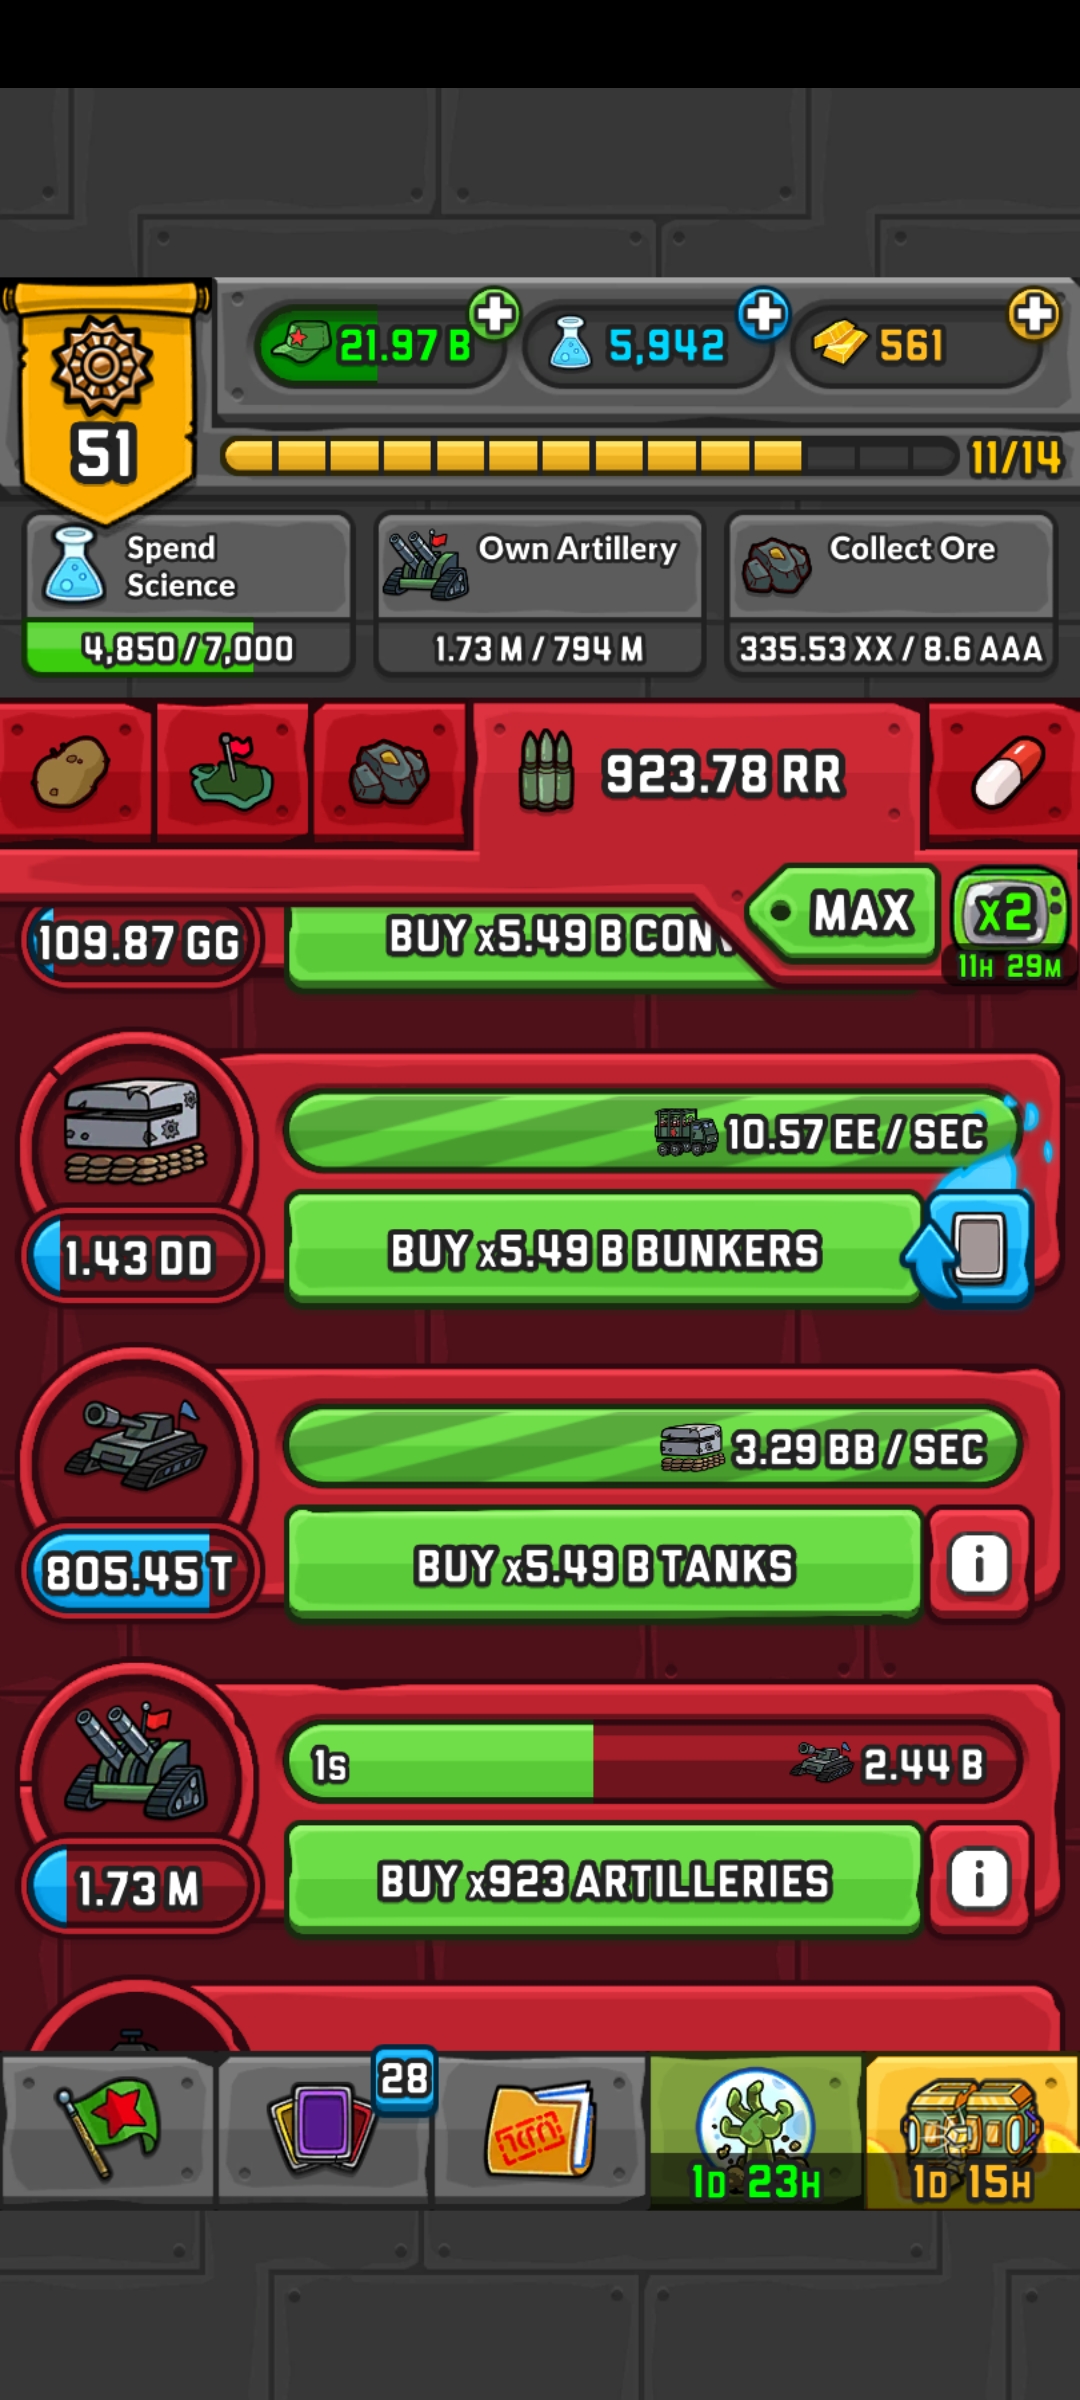 21.97 B
5,942
561
51
11/14
Spend
Science
4,850/7,000
Own Artillery
1.73 M / 794 M
Collect Ore
335.53 XX / 8.6 AAA
923.78 RR
MAX
x2
11H 29M
109.87 GG
BUY x5.49 B
10.57 EE / SEC
1.43 DD
BUY x5.49 B BUNKERS
3.29 BB / SEC
805.45 T
BUY x5.49 B TANKS
i
1s
2.44 B
1.73 M
BUY x923 ARTILLERIES
i
28
1D 23H
1D 15H